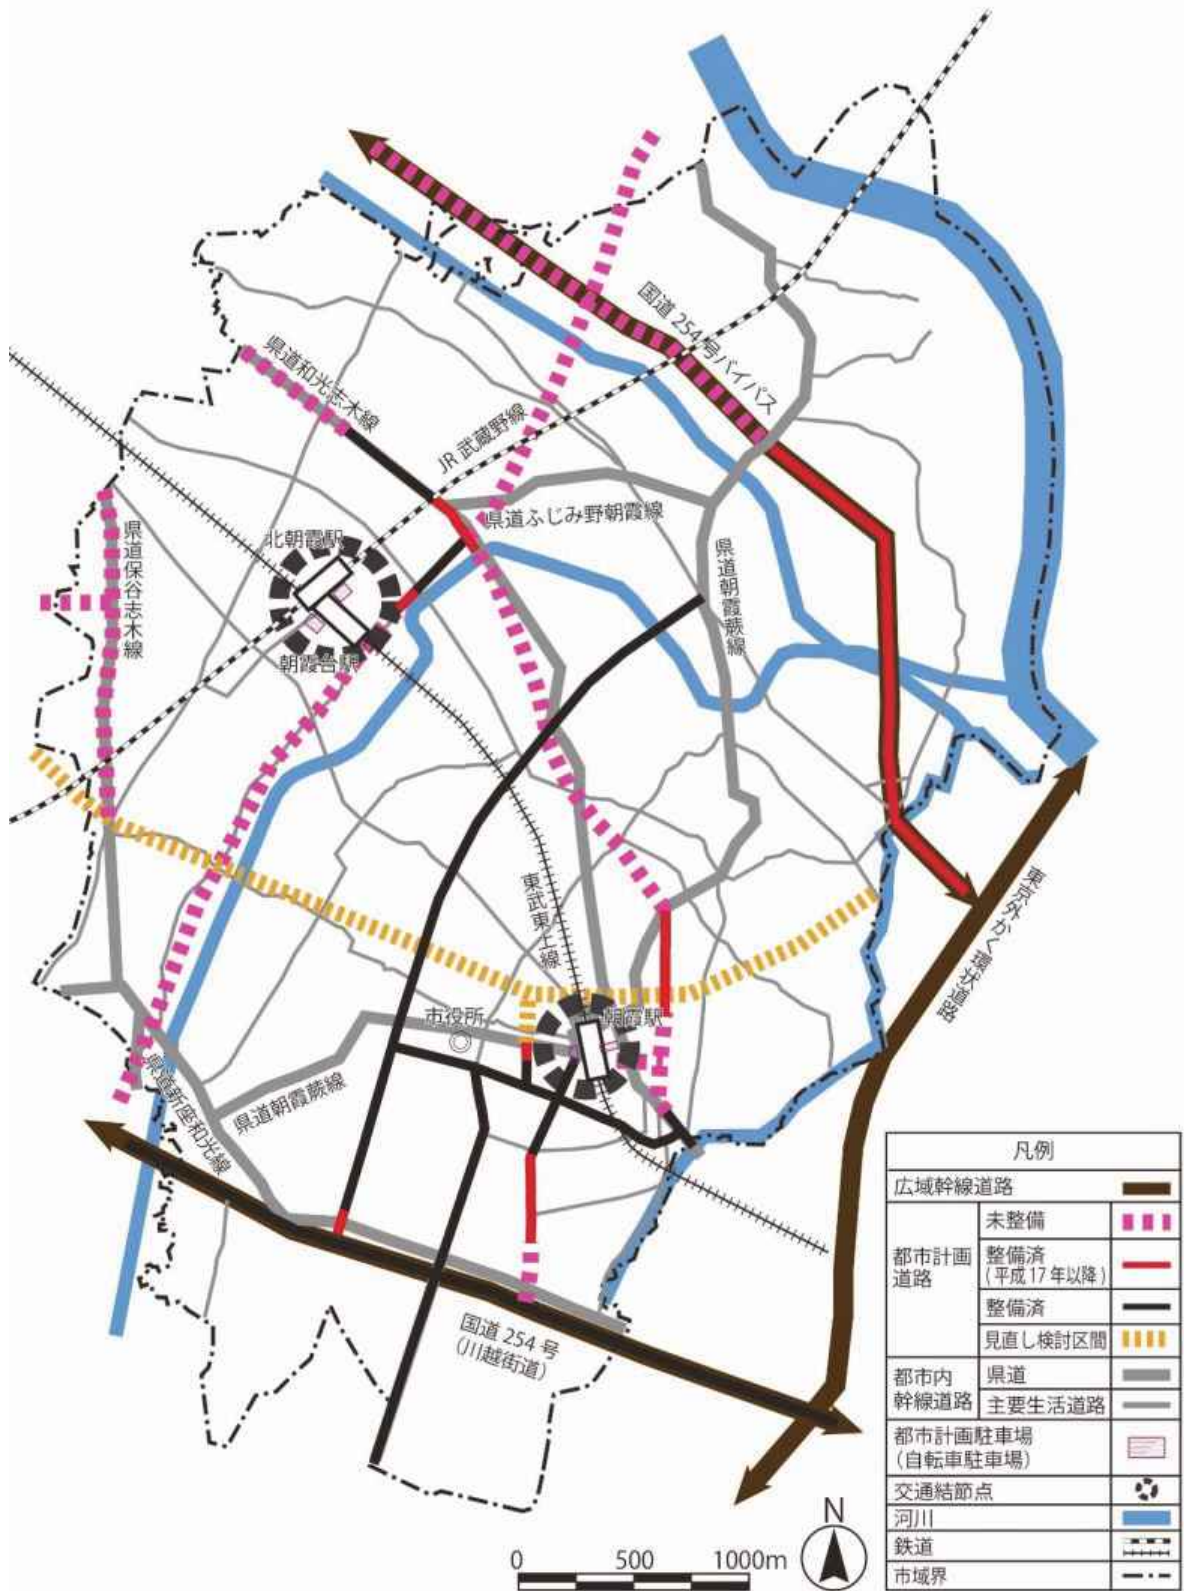 国道254号バイパス
県道和光志木線
JR武蔵野線
県道ふじみ野朝霞線
北朝霞駅
県道保谷志木線
県道朝霞蕨線
朝霞台駅
東武東上線
東京外かく環状道路
市役所
朝霞駅
県道新座和光線
県道朝霞蕨線
国道254号
(川越街道)
凡例
広域幹線道路
都市計画
道路
未整備
整備済
(平成17年以降)
整備済
見直し検討区間
都市内
幹線道路
県道
主要生活道路
都市計画駐車場
(自転車駐車場)
交通結節点
河川
鉄道
市域界
N
0 500 1000m